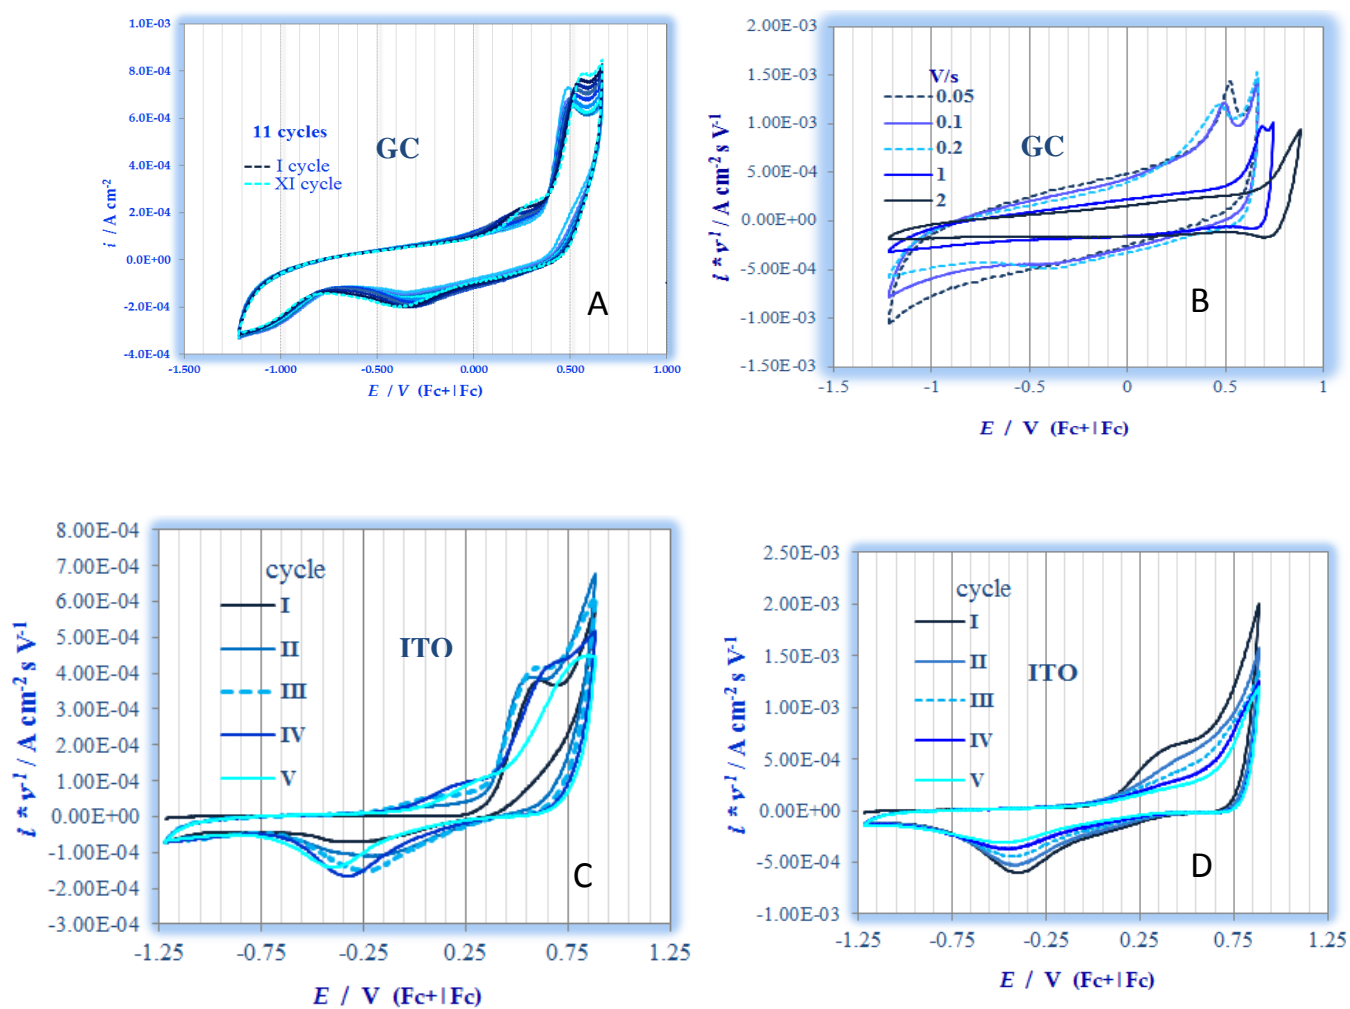 1.0E-03
8.0E-04
6.0E-04
4.0E-04
2.0E-04
0.0E+00
-2.0E-04
-4.0E-04
i / A cm-2
11 cycles
GC
I cycle
XI cycle
A
-1.500 -1.000 -0.500 0.000 0.500 1.000
E / V (Fc+|Fc)
2.00E-03
1.50E-03
1.00E-03
5.00E-04
0.00E+00
-5.00E-04
-1.00E-03
-1.50E-03
i * v1 / A cm-2 s V-1
V/s
0.05
0.1
0.2
1
2
GC
B
-1.5 -1 -0.5 0 0.5 1
E / V (Fc+|Fc)
8.00E-04
7.00E-04
6.00E-04
5.00E-04
4.00E-04
3.00E-04
2.00E-04
1.00E-04
0.00E+00
-1.00E-04
-2.00E-04
-3.00E-04
i * v1 / A cm-2 s V-1
cycle
I
II
III
IV
V
ITO
C
-1.25 -0.75 -0.25 0.25 0.75 1.25
E / V (Fc+|Fc)
2.50E-03
2.00E-03
1.50E-03
1.00E-03
5.00E-04
0.00E+00
-5.00E-04
-1.00E-03
i * v1 / A cm-2 s V-1
cycle
I
II
III
IV
V
ITO
D
-1.25 -0.75 -0.25 0.25 0.75 1.25
E / V (Fc+|Fc)